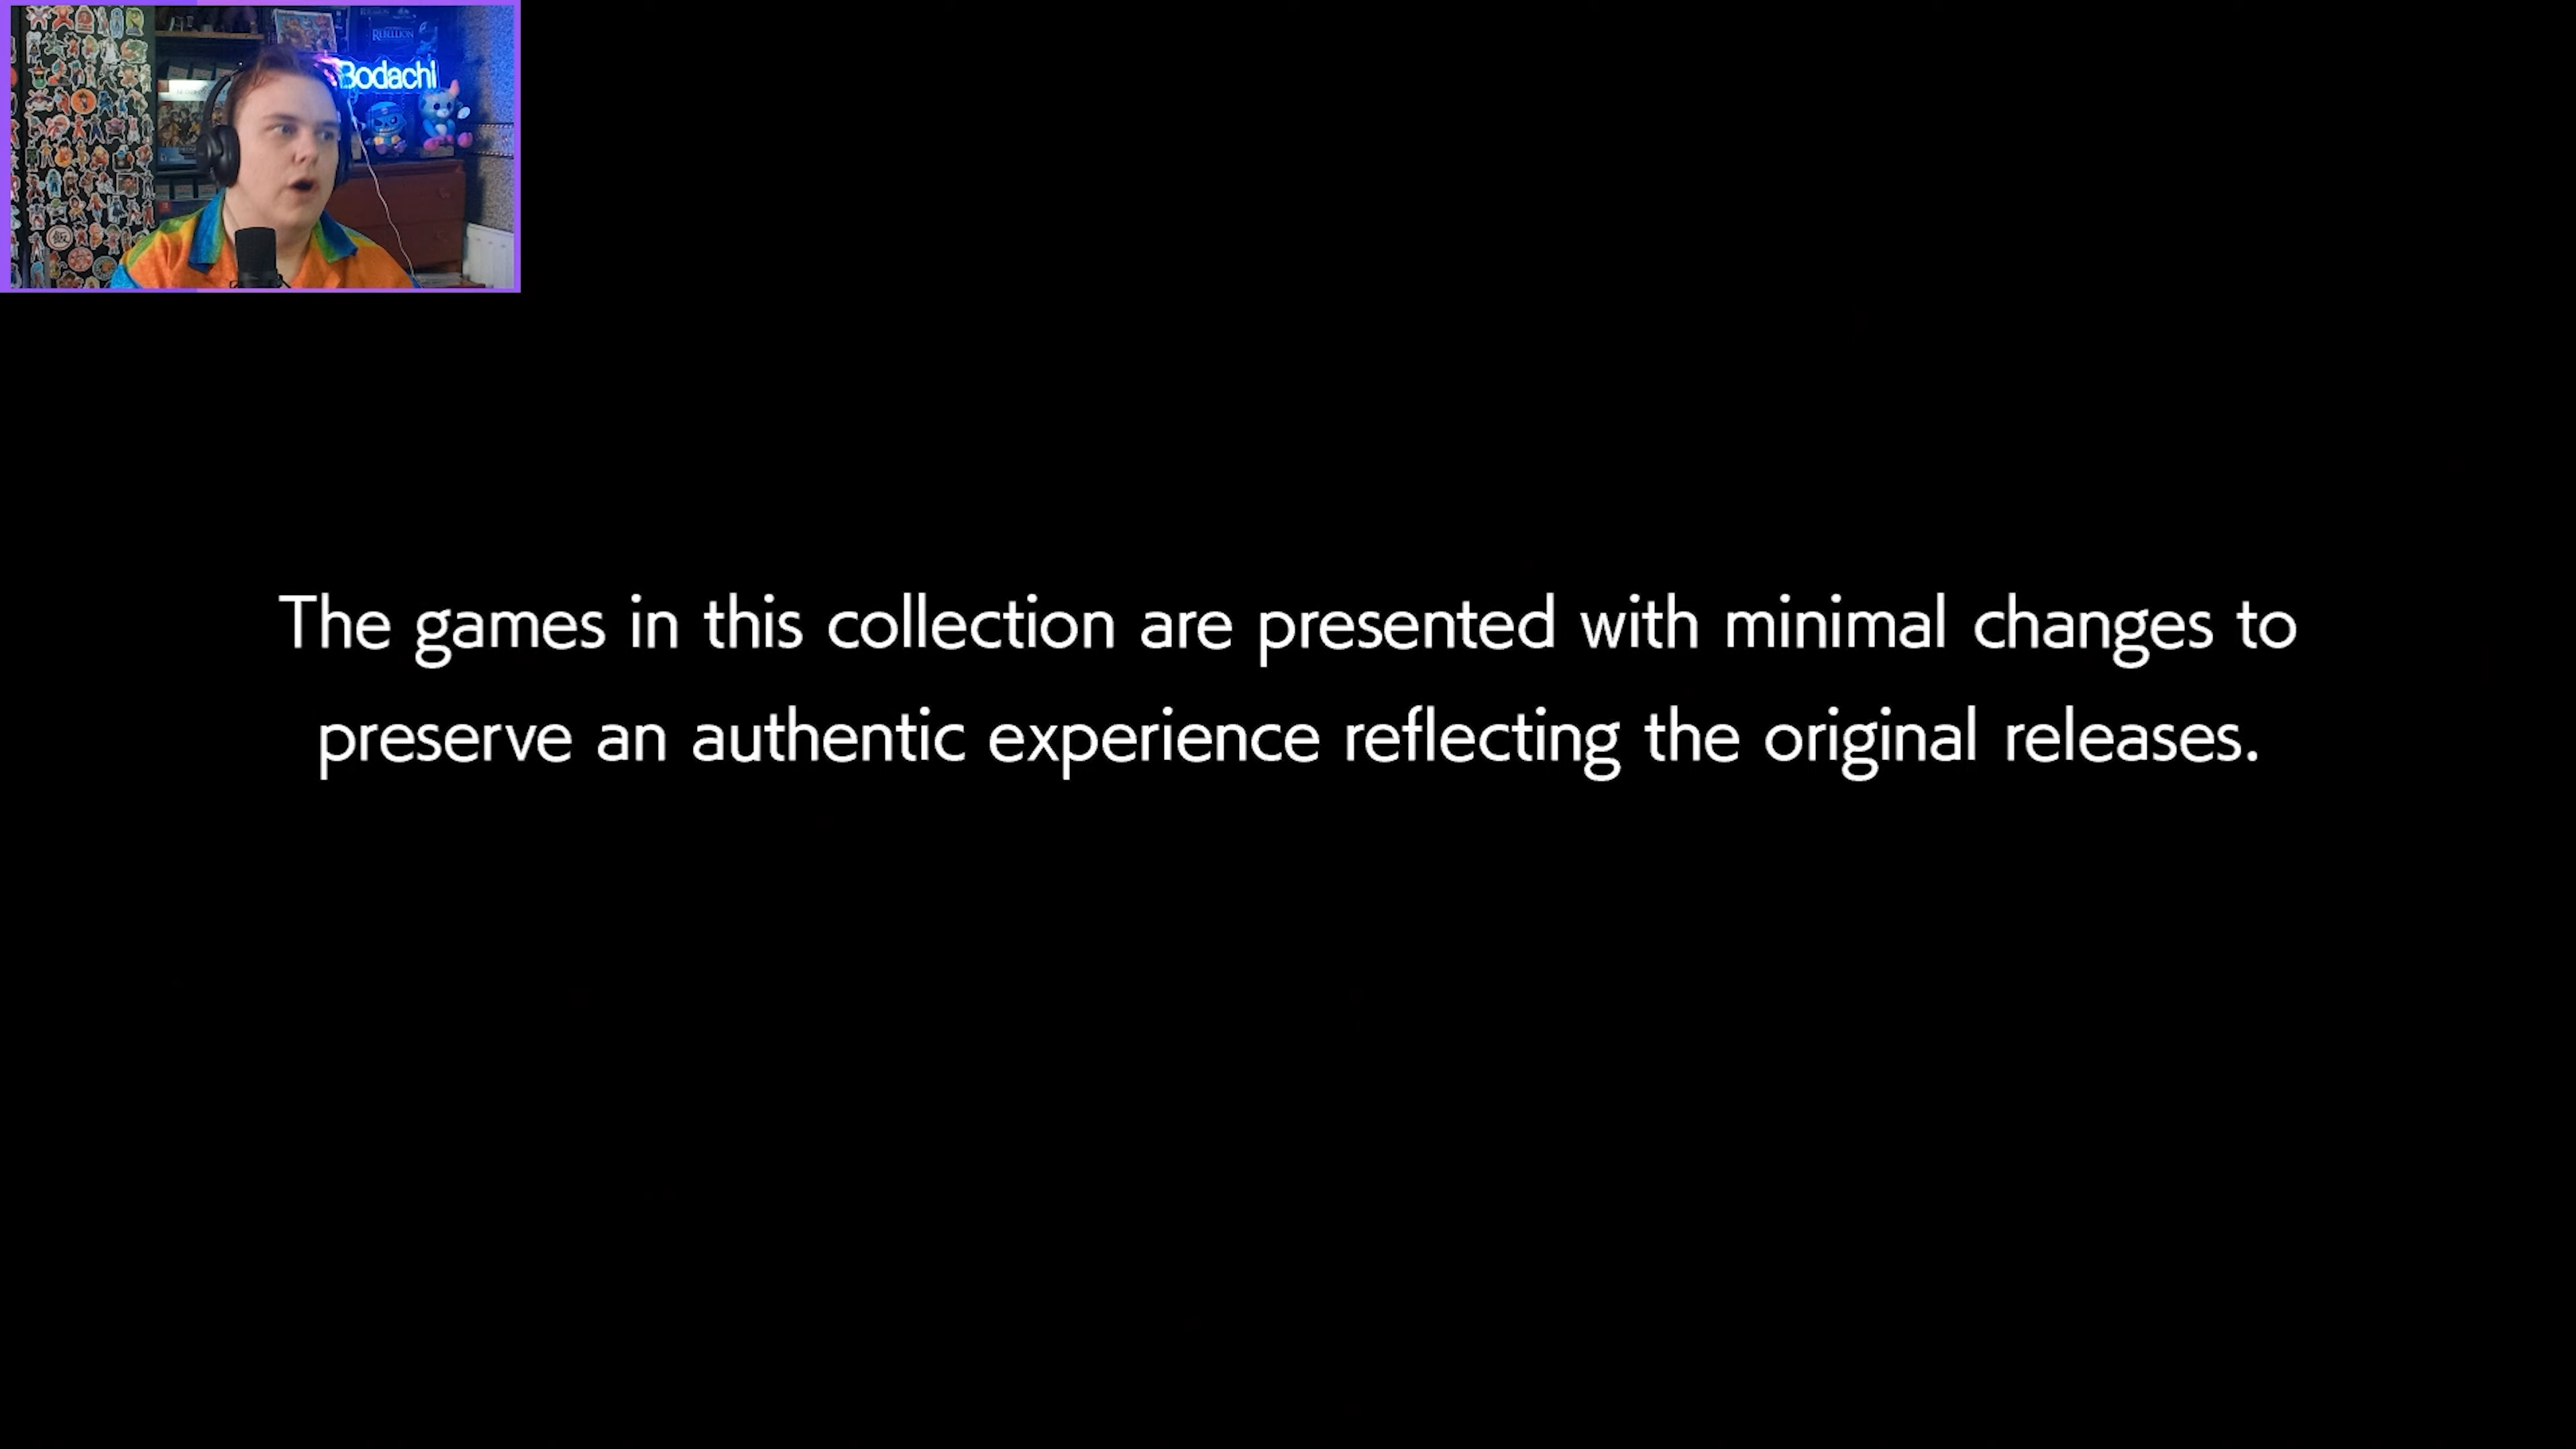 REBELLION
Bodachi
The games in this collection are presented with minimal changes to
preserve an authentic experience reflecting the original releases.